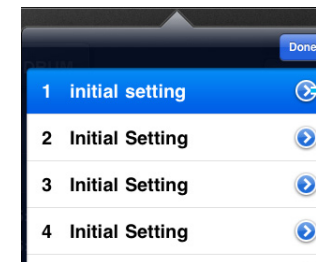 Done
1 initial setting
2 Initial Setting
3 Initial Setting
4 Initial Setting